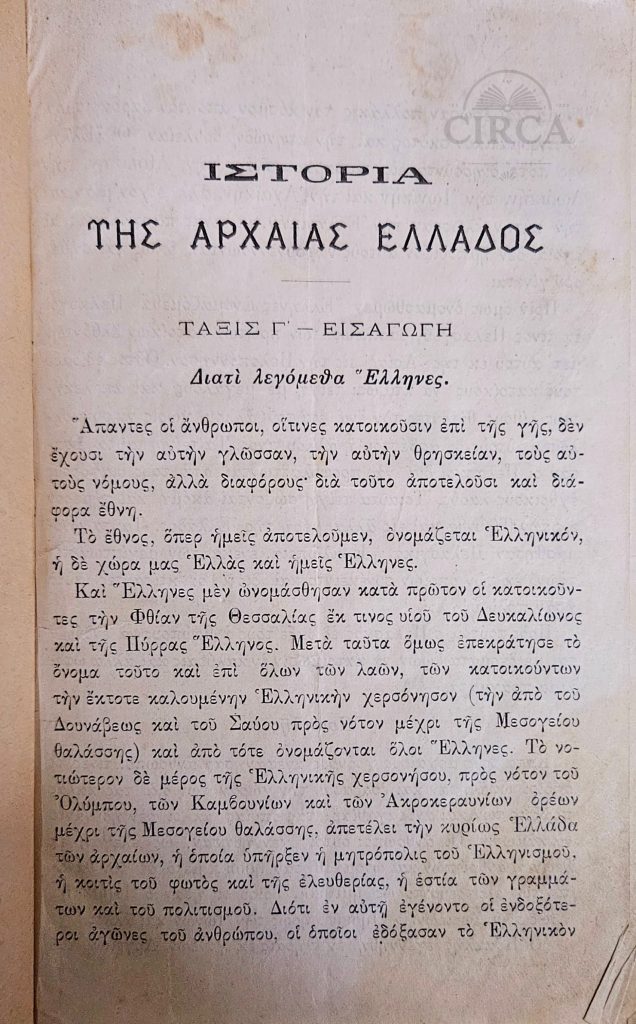 CIRCA
ΙΣΤΟΡΙΑ
ΤΗΣ ΑΡΧΑΙΑΣ ΕΛΛΑΔΟΣ
ΤΑΞΙΣ Γʹ – ΕΙΣΑΓΩΓΗ
Διατὶ λεγόμεθα Ἕλληνες.
Ἅπαντες οἱ ἄνθρωποι, οἵτινες κατοικοῦσιν ἐπὶ τῆς γῆς, δὲν
ἔχουσι τὴν αὐτὴν γλῶσσαν, τὴν αὐτὴν θρησκείαν, τοὺς αὐ-
τοὺς νόμους, ἀλλὰ διαφόρους· διὰ τοῦτο ἀποτελοῦσι καὶ διά-
φορα ἔθνη.
Τὸ ἔθνος, ὅπερ ἡμεῖς ἀποτελοῦμεν, ὀνομάζεται Ἑλληνικόν,
ἡ δὲ χώρα μας Ἑλλὰς καὶ ἡμεῖς Ἕλληνες.
Καὶ Ἕλληνες μὲν ὠνομάσθησαν κατὰ πρῶτον οἱ κατοικοῦν-
τες τὴν Φθίαν τῆς Θεσσαλίας ἔκ τινος υἱοῦ τοῦ Δευκαλίωνος
καὶ τῆς Πύρρας Ἕλληνος. Μετὰ ταῦτα ὅμως ἐπεκράτησε τὸ
ὄνομα τοῦτο καὶ ἐπὶ ὅλων τῶν λαῶν, τῶν κατοικούντων
τὴν ἔκτοτε καλουμένην Ἑλληνικὴν χερσόνησον (τὴν ἀπὸ τοῦ
Δουνάβεως καὶ τοῦ Σαύου πρὸς νότον μέχρι τῆς Μεσογείου
θαλάσσης) καὶ ἀπὸ τότε ὀνομάζονται ὅλοι Ἕλληνες. Τὸ νο-
τιώτερον δὲ μέρος τῆς Ἑλληνικῆς χερσονήσου, πρὸς νότον τοῦ
Ὀλύμπου, τῶν Καμβουνίων καὶ τῶν Ἀκροκεραυνίων ὀρέων
μέχρι τῆς Μεσογείου θαλάσσης, ἀπετέλει τὴν κυρίως Ἑλλάδα
τῶν ἀρχαίων, ἡ ὁποία ὑπῆρξεν ἡ μητρόπολις τοῦ Ἑλληνισμοῦ,
ἡ κοιτὶς τοῦ φωτὸς καὶ τῆς ἐλευθερίας, ἡ ἑστία τῶν γραμμά-
των καὶ τοῦ πολιτισμοῦ. Διότι ἐν αὐτῇ ἐγένοντο οἱ ἐνδοξότε-
ροι ἀγῶνες τοῦ ἀνθρώπου, οἱ ὁποῖοι ἐδόξασαν τὸ Ἑλληνικὸν